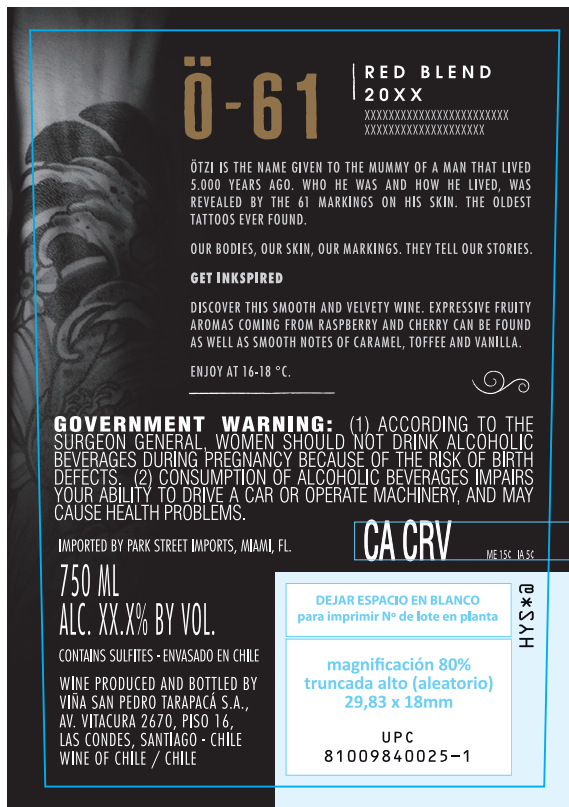 Ö-61
RED BLEND
20XX
XXXXXXXXXXXXXXXXXXXXXXXX
XXXXXXXXXXXXXXXXXXXX
ÖTZI IS THE NAME GIVEN TO THE MUMMY OF A MAN THAT LIVED
5.000 YEARS AGO. WHO HE WAS AND HOW HE LIVED, WAS
REVEALED BY THE 61 MARKINGS ON HIS SKIN. THE OLDEST
TATTOOS EVER FOUND.
OUR BODIES, OUR SKIN, OUR MARKINGS. THEY TELL OUR STORIES.
GET INKSPIRED
DISCOVER THIS SMOOTH AND VELVETY WINE. EXPRESSIVE FRUITY
AROMAS COMING FROM RASPBERRY AND CHERRY CAN BE FOUND
AS WELL AS SMOOTH NOTES OF CARAMEL, TOFFEE AND VANILLA.
ENJOY AT 16-18 °C.
GOVERNMENT WARNING: (1) ACCORDING TO THE
SURGEON GENERAL, WOMEN SHOULD NOT DRINK ALCOHOLIC
BEVERAGES DURING PREGNANCY BECAUSE OF THE RISK OF BIRTH
DEFECTS. (2) CONSUMPTION OF ALCOHOLIC BEVERAGES IMPAIRS
YOUR ABILITY TO DRIVE A CAR OR OPERATE MACHINERY, AND MAY
CAUSE HEALTH PROBLEMS.
IMPORTED BY PARK STREET IMPORTS, MIAMI, FL.
CA CRV
ME 15¢ IA 5¢
750 ML
ALC. XX.X% BY VOL.
CONTAINS SULFITES - ENVASADO EN CHILE
WINE PRODUCED AND BOTTLED BY
VIÑA SAN PEDRO TARAPACÁ S.A.,
AV. VITACURA 2670, PISO 16,
LAS CONDES, SANTIAGO - CHILE
WINE OF CHILE / CHILE
DEJAR ESPACIO EN BLANCO
para imprimir Nº de lote en planta
magnificación 80%
truncada alto (aleatorio)
29,83 x 18mm
UPC
81009840025-1
HYS*@